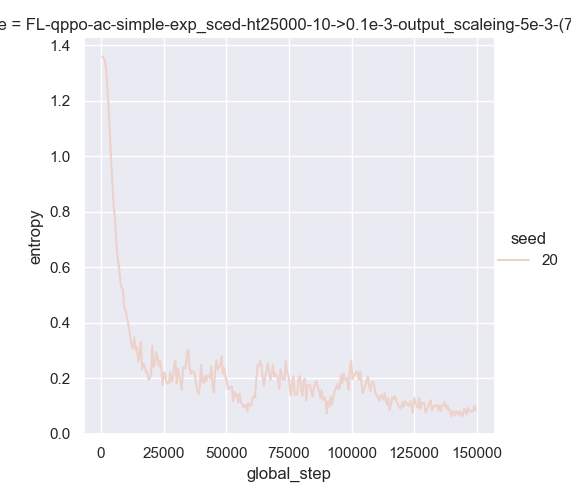 e = FL-qppo-ac-simple-exp_sced-ht25000-10->0.1e-3-output_scaleing-5e-3-(7
1.4
1.2
1.0
0.8
0.6
0.4
0.2
0.0
entropy
seed
20
0 25000 50000 75000 100000 125000 150000
global_step